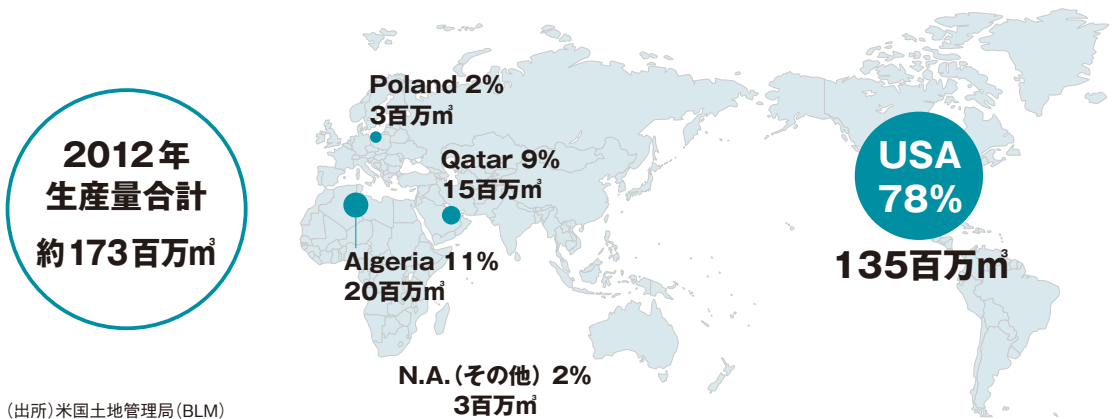 2012年
生産量合計
約173百万㎥
Poland 2%
3百万㎥
Qatar 9%
15百万㎥
Algeria 11%
20百万㎥
N.A.(その他) 2%
3百万㎥
USA
78%
135百万㎥
(出所)米国土地管理局(BLM)